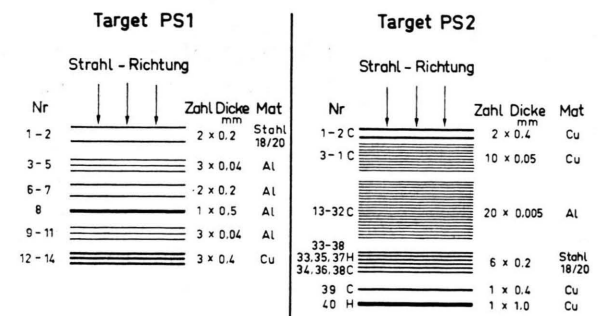 Target PS1
Strahl - Richtung
Nr Zahl Dicke Mat
mm
1-2 2 x 0.2 Stahl
18/20
3-5 3 x 0.04 Al
6-7 2 x 0.2 Al
8 1 x 0.5 Al
9-11 3 x 0.04 Al
12-14 3 x 0.4 Cu
Target PS2
Strahl - Richtung
Nr Zahl Dicke Mat
mm
1-2 C 2 x 0.4 Cu
3-1 C 10 x 0.05 Cu
13-32C 20 x 0.005 Al
33-38
33,35,37H 6 x 0.2 Stahl
34,36,38C 18/20
39 C 1 x 0.4 Cu
40 H 1 x 1.0 Cu